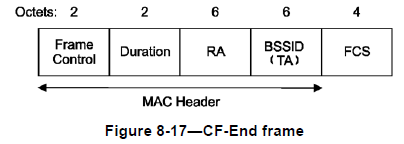 Octets: 2 2 6 6 4
Frame Control Duration RA BSSID (TA) FCS
MAC Header
Figure 8-17—CF-End frame